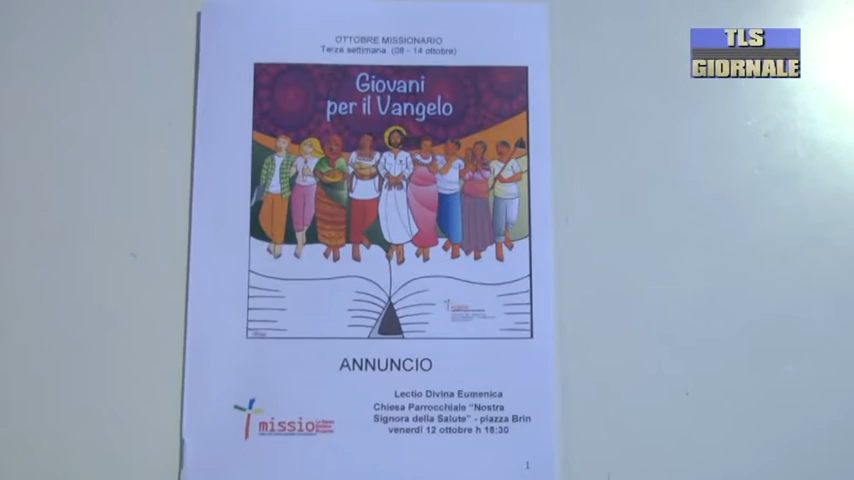 TLS
GIORNALE
OTTOBRE MISSIONARIO
Terza settimana (08 - 14 ottobre)
Giovani
per il Vangelo
missio
ANNUNCIO
Lectio Divina Eumenica
Chiesa Parrocchiale "Nostra
Signora della Salute" - piazza Brin
venerdì 12 ottobre h 18:30
missio
1